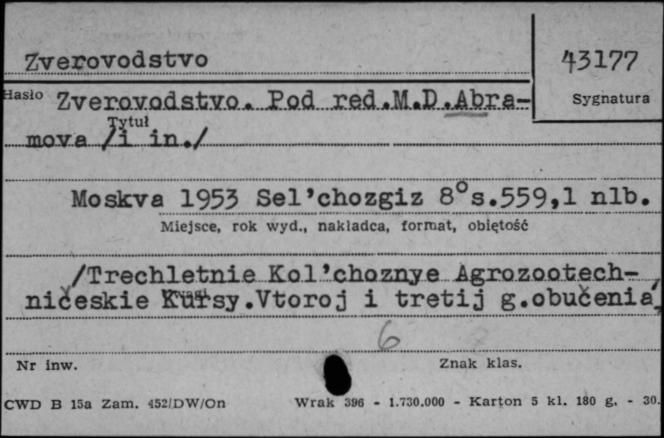 Zverovodstvo
43177
Hasło Zverovodstvo. Pod red.M.D.Abra-
Sygnatura
Tytuł
mova /i in./
Moskva 1953 Sel'chozgiz 8° s.559,1 nlb.
Miejsce, rok wyd., nakładca, format, objętość
/Trechletnie Kol'choznye Agrozootech-
ničeskie Kursy.Vtoroj i tretij g.obučenia/
6
Nr inw.
Znak klas.
CWD B 15a Zam. 452/DW/On
Wrak 396 - 1.730.000 - Karton 5 kl. 180 g. - 30.